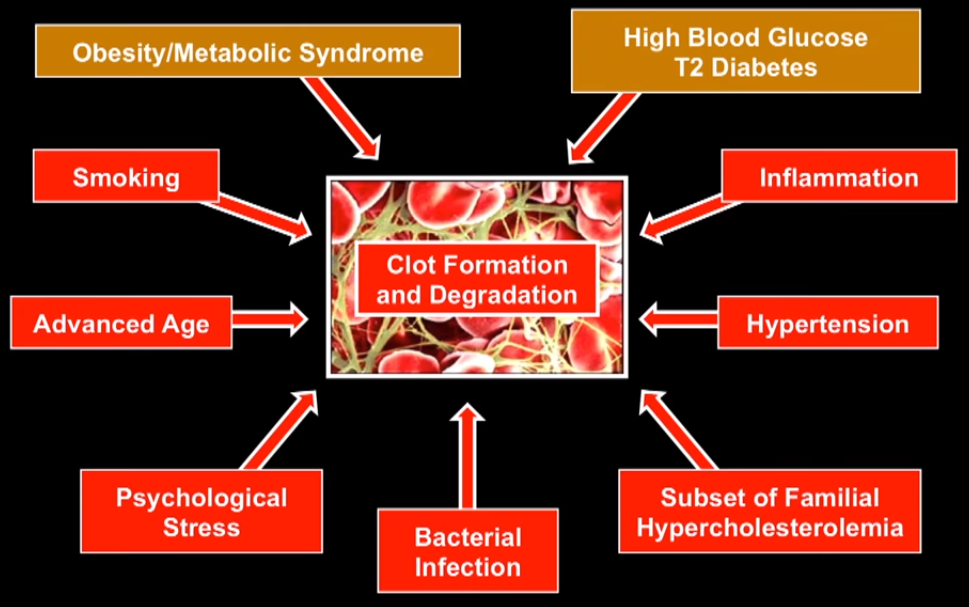 Obesity/Metabolic Syndrome
High Blood Glucose
T2 Diabetes
Smoking
Inflammation
Clot Formation
and Degradation
Advanced Age
Hypertension
Psychological
Stress
Bacterial
Infection
Subset of Familial
Hypercholesterolemia